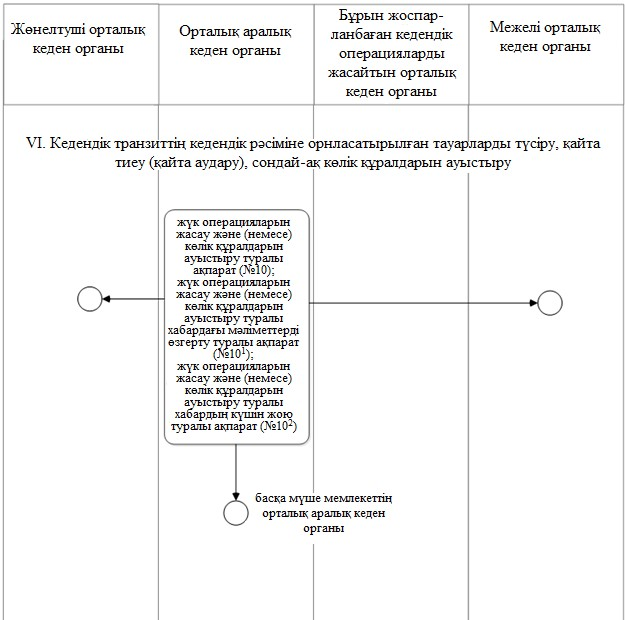 Жөнелтуші орталық
кеден органы
Орталық аралық
кеден органы
Бұрын жоспар-
ланбаған кедендік
операцияларды
жасайтын орталық
кеден органы
Межелі орталық
кеден органы
VI. Кедендік транзиттің кедендік рәсіміне орнласатырылған тауарларды түсіру, қайта
тиеу (қайта аудару), сондай-ақ көлік құралдарын ауыстыру
жүк операцияларын
жасау және (немесе)
көлік құралдарын
ауыстыру туралы
ақпарат (№10);
жүк операцияларын
жасау және (немесе)
көлік құралдарын
ауыстыру туралы
хабардағы мәліметтерді
өзгерту туралы ақпарат
(№10¹);
жүк операцияларын
жасау және (немесе)
көлік құралдарын
ауыстыру туралы
хабардың күшін жою
туралы ақпарат (№10²)
басқа мүше мемлекеттің
орталық аралық кеден
органы